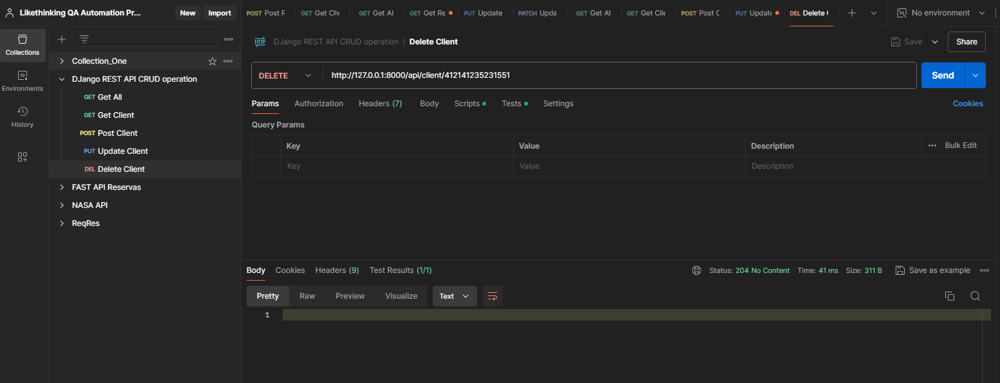 Likethinking QA Automation Pr...
New
Import
POST Post R
GET Get Che
GET Get Al
GET Get Re
PUT Update
PATCH Upda
GET Get Al
GET Get Clie
POST Post C
PUT Update
DEL Delete C
No environment
Collections
Environments
History
Collection_One
DJango REST API CRUD operation
GET Get All
GET Get Client
POST Post Client
PUT Update Client
DEL Delete Client
FAST API Reservas
NASA API
ReqRes
HTTP DJango REST API CRUD operation / Delete Client
Save
Share
DELETE
http://127.0.0.1:8000/api/client/412141235231551
Send
Params Authorization Headers (7) Body Scripts Tests Settings
Cookies
Query Params
Key Value Description Bulk Edit
Key Value Description
Body Cookies Headers (9) Test Results (1/1)
Status: 204 No Content Time: 41 ms Size: 311 B Save as example
Pretty Raw Preview Visualize Text
1